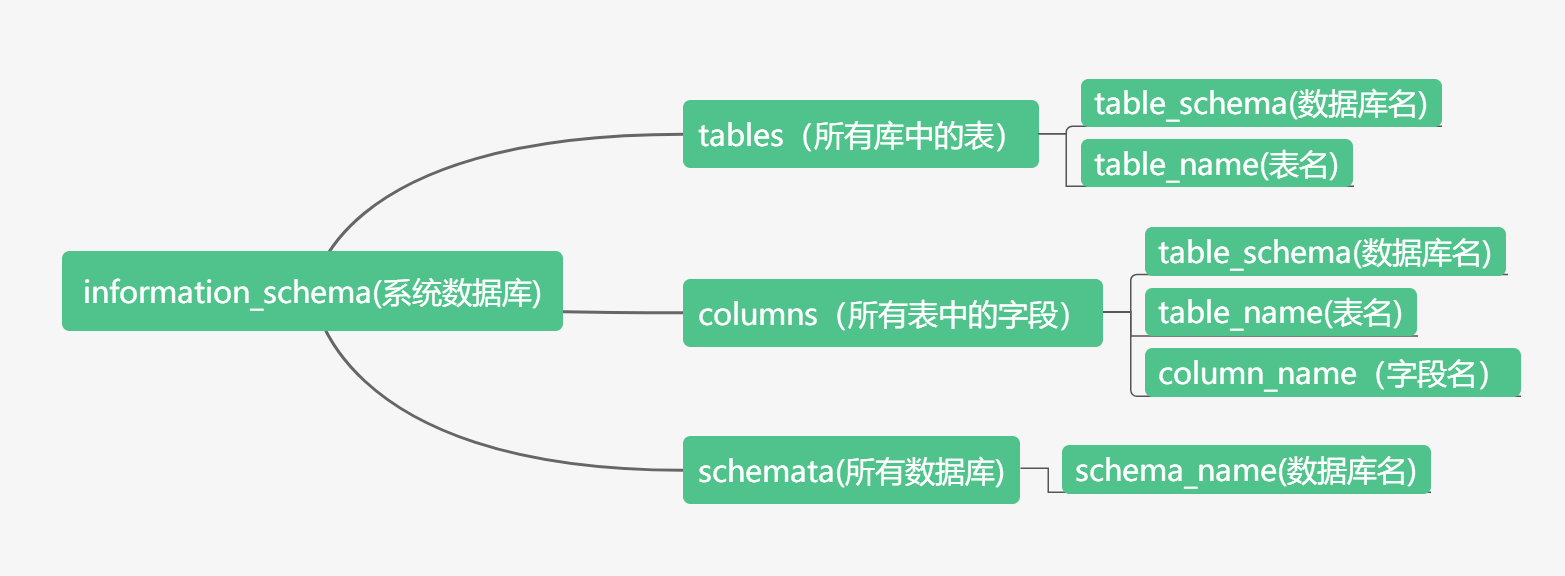 information_schema(系统数据库)
tables（所有库中的表）
table_schema(数据库名)
table_name(表名)
columns（所有表中的字段）
table_schema(数据库名)
table_name(表名)
column_name（字段名）
schemata(所有数据库)
schema_name(数据库名)